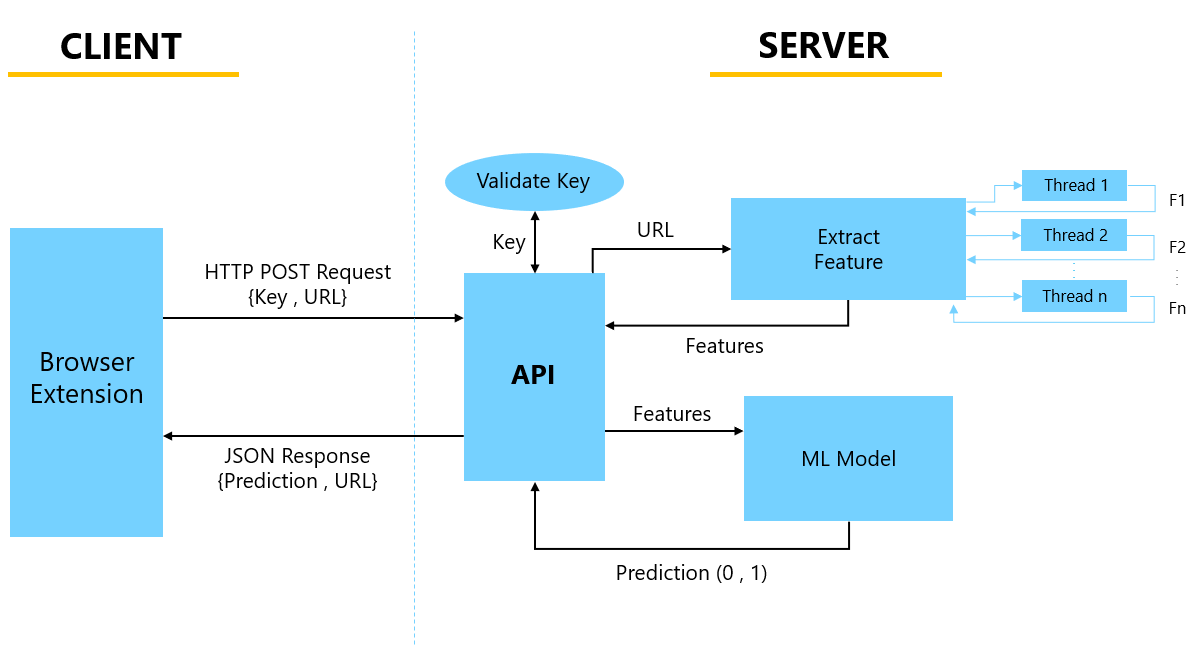 CLIENT
SERVER
Validate Key
Key
URL
Extract
Feature
Thread 1
F1
Thread 2
F2
Thread n
Fn
HTTP POST Request
{Key , URL}
Browser
Extension
API
Features
Features
ML Model
JSON Response
{Prediction , URL}
Prediction (0 , 1)